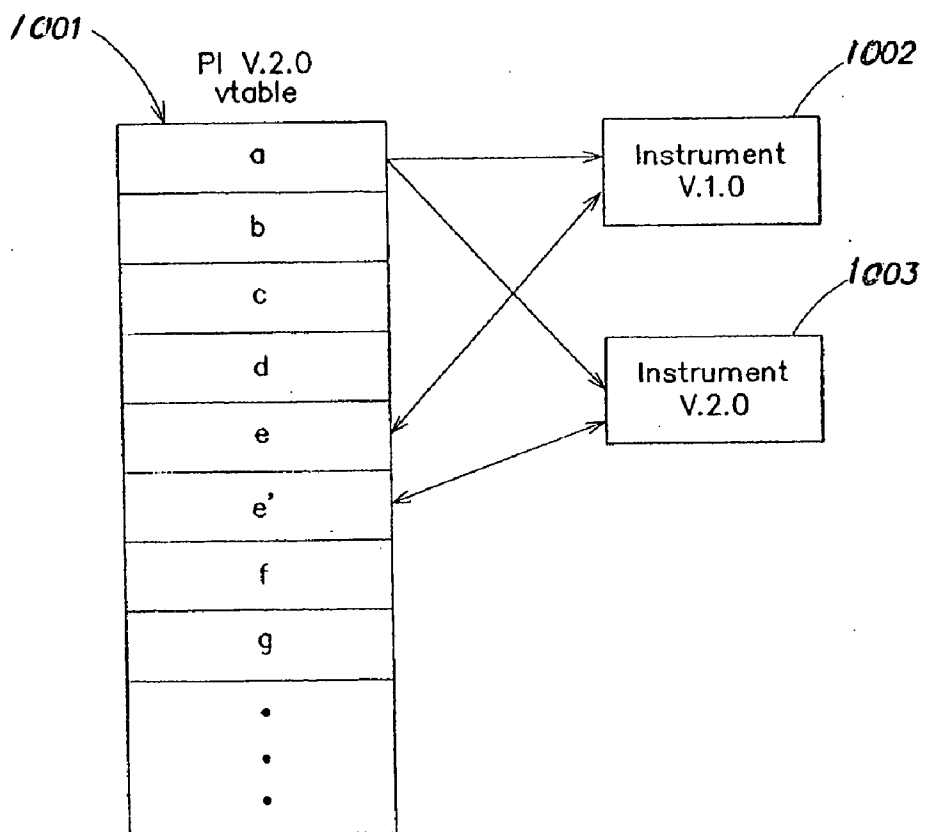 1001
PI V.2.0
vtable
1002
Instrument
V.1.0
a
b
c
d
e
e’
f
g
1003
Instrument
V.2.0